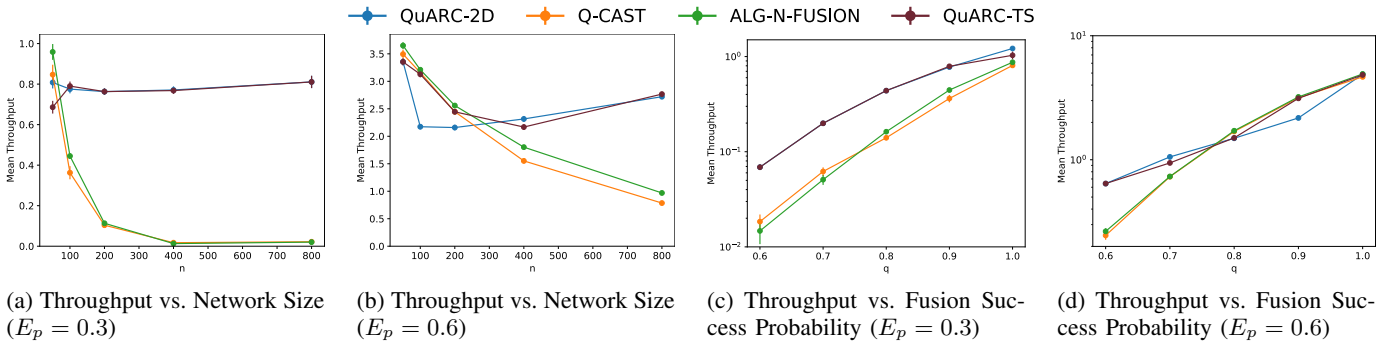 QuARC-2D Q-CAST ALG-N-FUSION QuARC-TS
Mean Throughput
1.0
0.8
0.6
0.4
0.2
0.0
100 200 300 400 500 600 700 800
n
(a) Throughput vs. Network Size
(E_p = 0.3)
Mean Throughput
3.5
3.0
2.5
2.0
1.5
1.0
0.5
0.0
100 200 300 400 500 600 700 800
n
(b) Throughput vs. Network Size
(E_p = 0.6)
Mean Throughput
10^0
10^-1
10^-2
0.6 0.7 0.8 0.9 1.0
q
(c) Throughput vs. Fusion Suc-
cess Probability (E_p = 0.3)
Mean Throughput
10^1
10^0
0.6 0.7 0.8 0.9 1.0
q
(d) Throughput vs. Fusion Suc-
cess Probability (E_p = 0.6)